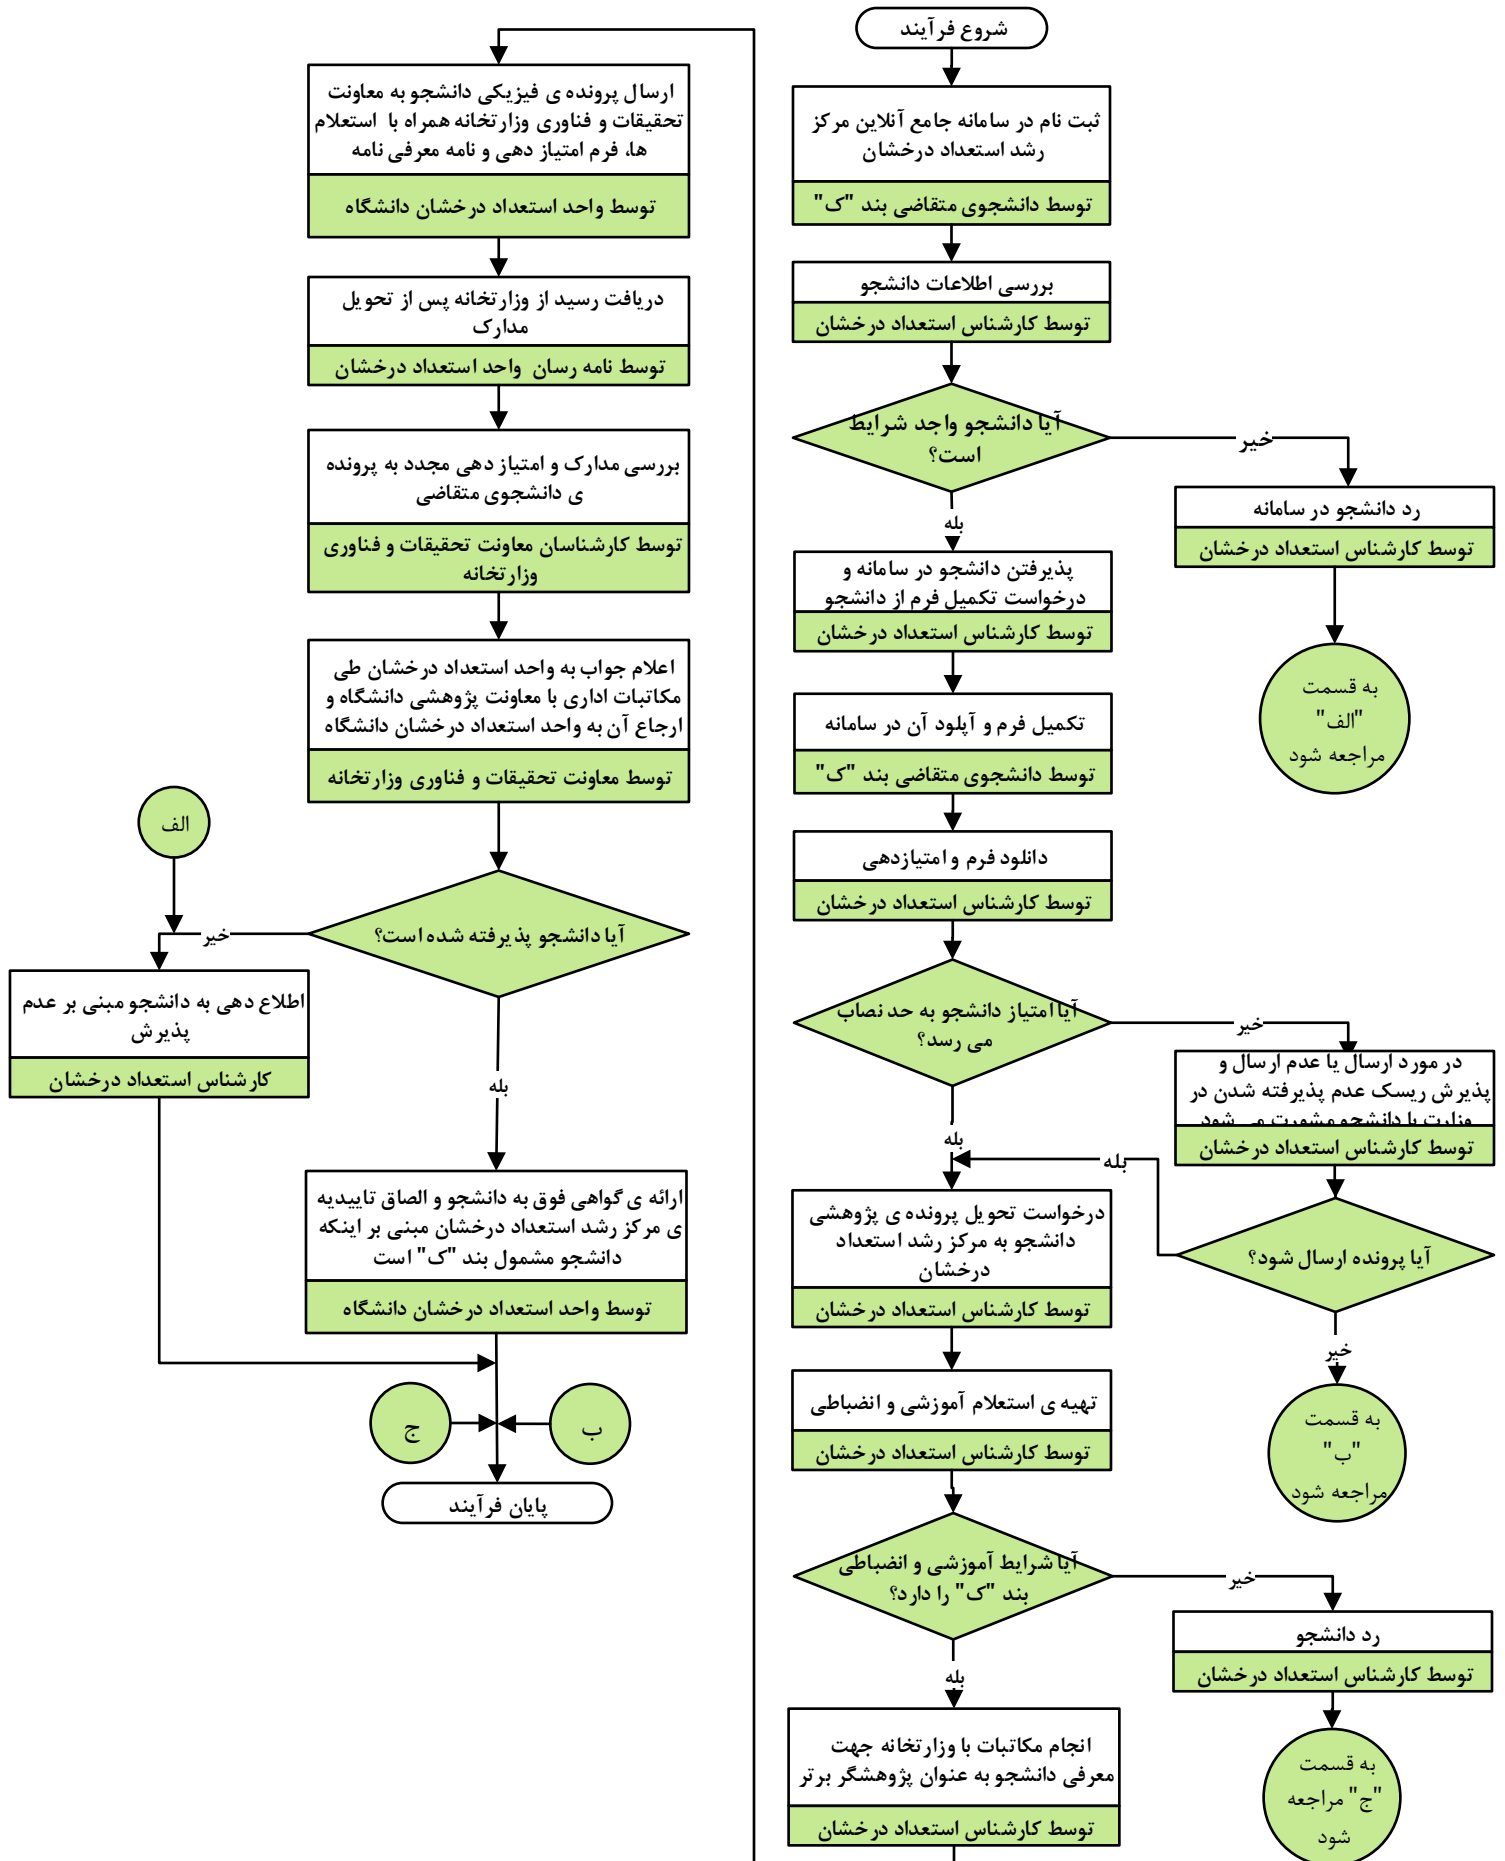 شروع فرآیند
ثبت نام در سامانه جامع آنلاین مرکز
رشد استعداد درخشان
توسط دانشجوی متقاضی بند "ک"
بررسی اطلاعات دانشجو
توسط کارشناس استعداد درخشان
آیا دانشجو واجد شرایط
است؟
خیر
رد دانشجو در سامانه
توسط کارشناس استعداد درخشان
به قسمت
"الف"
مراجعه شود
بله
پذیرفتن دانشجو در سامانه و
درخواست تکمیل فرم از دانشجو
توسط کارشناس استعداد درخشان
تکمیل فرم و آپلود آن در سامانه
توسط دانشجوی متقاضی بند "ک"
دانلود فرم و امتیازدهی
توسط کارشناس استعداد درخشان
آیا امتیاز دانشجو به حد نصاب
می رسد؟
خیر
در مورد ارسال یا عدم ارسال و
پذیرش ریسک عدم پذیرفته شدن در
وزارت با دانشجو مشورت می شود
توسط کارشناس استعداد درخشان
آیا پرونده ارسال شود؟
بله
خیر
به قسمت
"ب"
مراجعه شود
بله
درخواست تحویل پرونده ی پژوهشی
دانشجو به مرکز رشد استعداد
درخشان
توسط کارشناس استعداد درخشان
تهیه ی استعلام آموزشی و انضباطی
توسط کارشناس استعداد درخشان
آیا شرایط آموزشی و انضباطی
بند "ک" را دارد؟
خیر
رد دانشجو
توسط کارشناس استعداد درخشان
به قسمت
"ج" مراجعه
شود
بله
انجام مکاتبات با وزارتخانه جهت
معرفی دانشجو به عنوان پژوهشگر برتر
توسط کارشناس استعداد درخشان
ارسال پرونده ی فیزیکی دانشجو به معاونت
تحقیقات و فناوری وزارتخانه همراه با استعلام
ها، فرم امتیاز دهی و نامه معرفی نامه
توسط واحد استعداد درخشان دانشگاه
دریافت رسید از وزارتخانه پس از تحویل
مدارک
توسط نامه رسان واحد استعداد درخشان
بررسی مدارک و امتیاز دهی مجدد به پرونده
ی دانشجوی متقاضی
توسط کارشناسان معاونت تحقیقات و فناوری
وزارتخانه
اعلام جواب به واحد استعداد درخشان طی
مکاتبات اداری با معاونت پژوهشی دانشگاه و
ارجاع آن به واحد استعداد درخشان دانشگاه
توسط معاونت تحقیقات و فناوری وزارتخانه
الف
آیا دانشجو پذیرفته شده است؟
خیر
اطلاع دهی به دانشجو مبنی بر عدم
پذیرش
کارشناس استعداد درخشان
بله
ارائه ی گواهی فوق به دانشجو و الصاق تاییدیه
ی مرکز رشد استعداد درخشان مبنی بر اینکه
دانشجو مشمول بند "ک" است
توسط واحد استعداد درخشان دانشگاه
ب
ج
پایان فرآیند